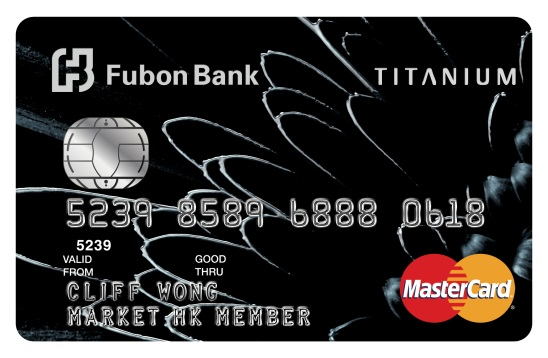 Fubon Bank
TITANIUM
5239 8589 6888 0618
5239
VALID FROM
GOOD THRU
CLIFF WONG
MARKET.HK MEMBER
MasterCard